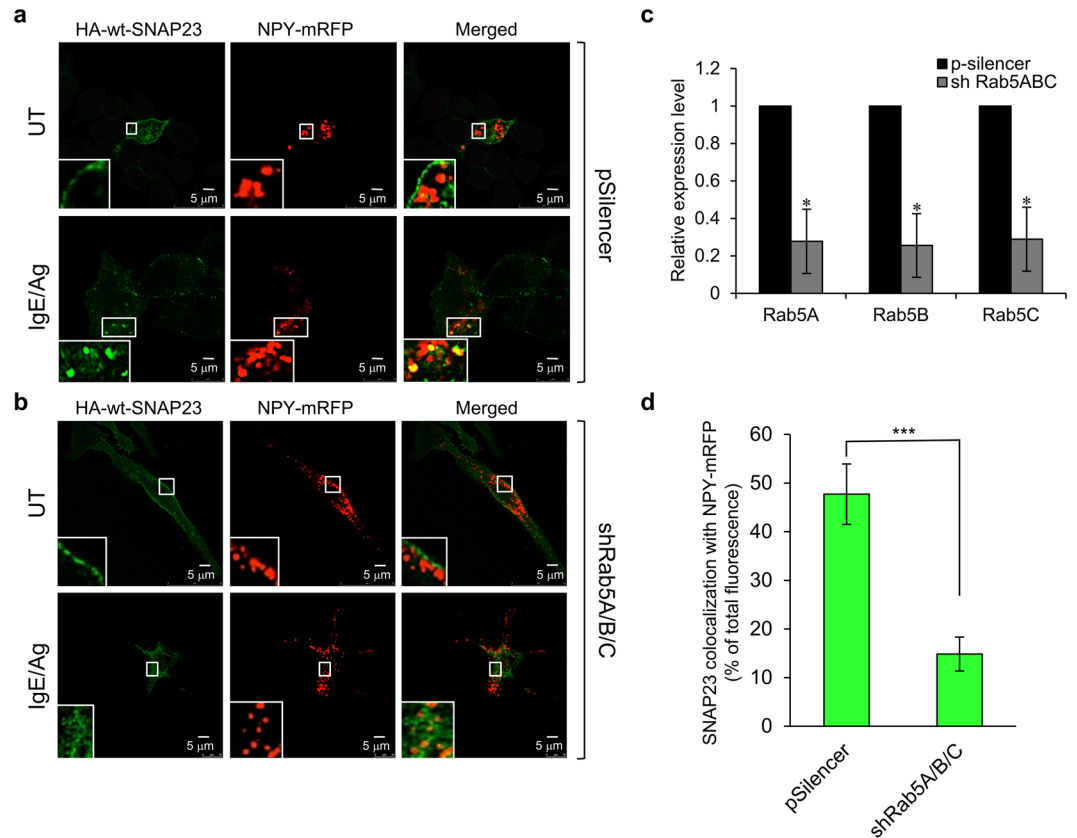 a
HA-wt-SNAP23 NPY-mRFP Merged
UT
5 µm 5 µm 5 µm
IgE/Ag
5 µm 5 µm 5 µm
pSilencer
b
HA-wt-SNAP23 NPY-mRFP Merged
UT
5 µm 5 µm 5 µm
IgE/Ag
5 µm 5 µm 5 µm
shRab5A/B/C
c
p-silencer
sh Rab5ABC
Relative expression level
1.2
1
0.8
0.6
0.4
0.2
0
* * *
Rab5A Rab5B Rab5C
d
SNAP23 colocalization with NPY-mRFP
(% of total fluorescence)
60
50
40
30
20
10
0
***
pSilencer
shRab5A/B/C